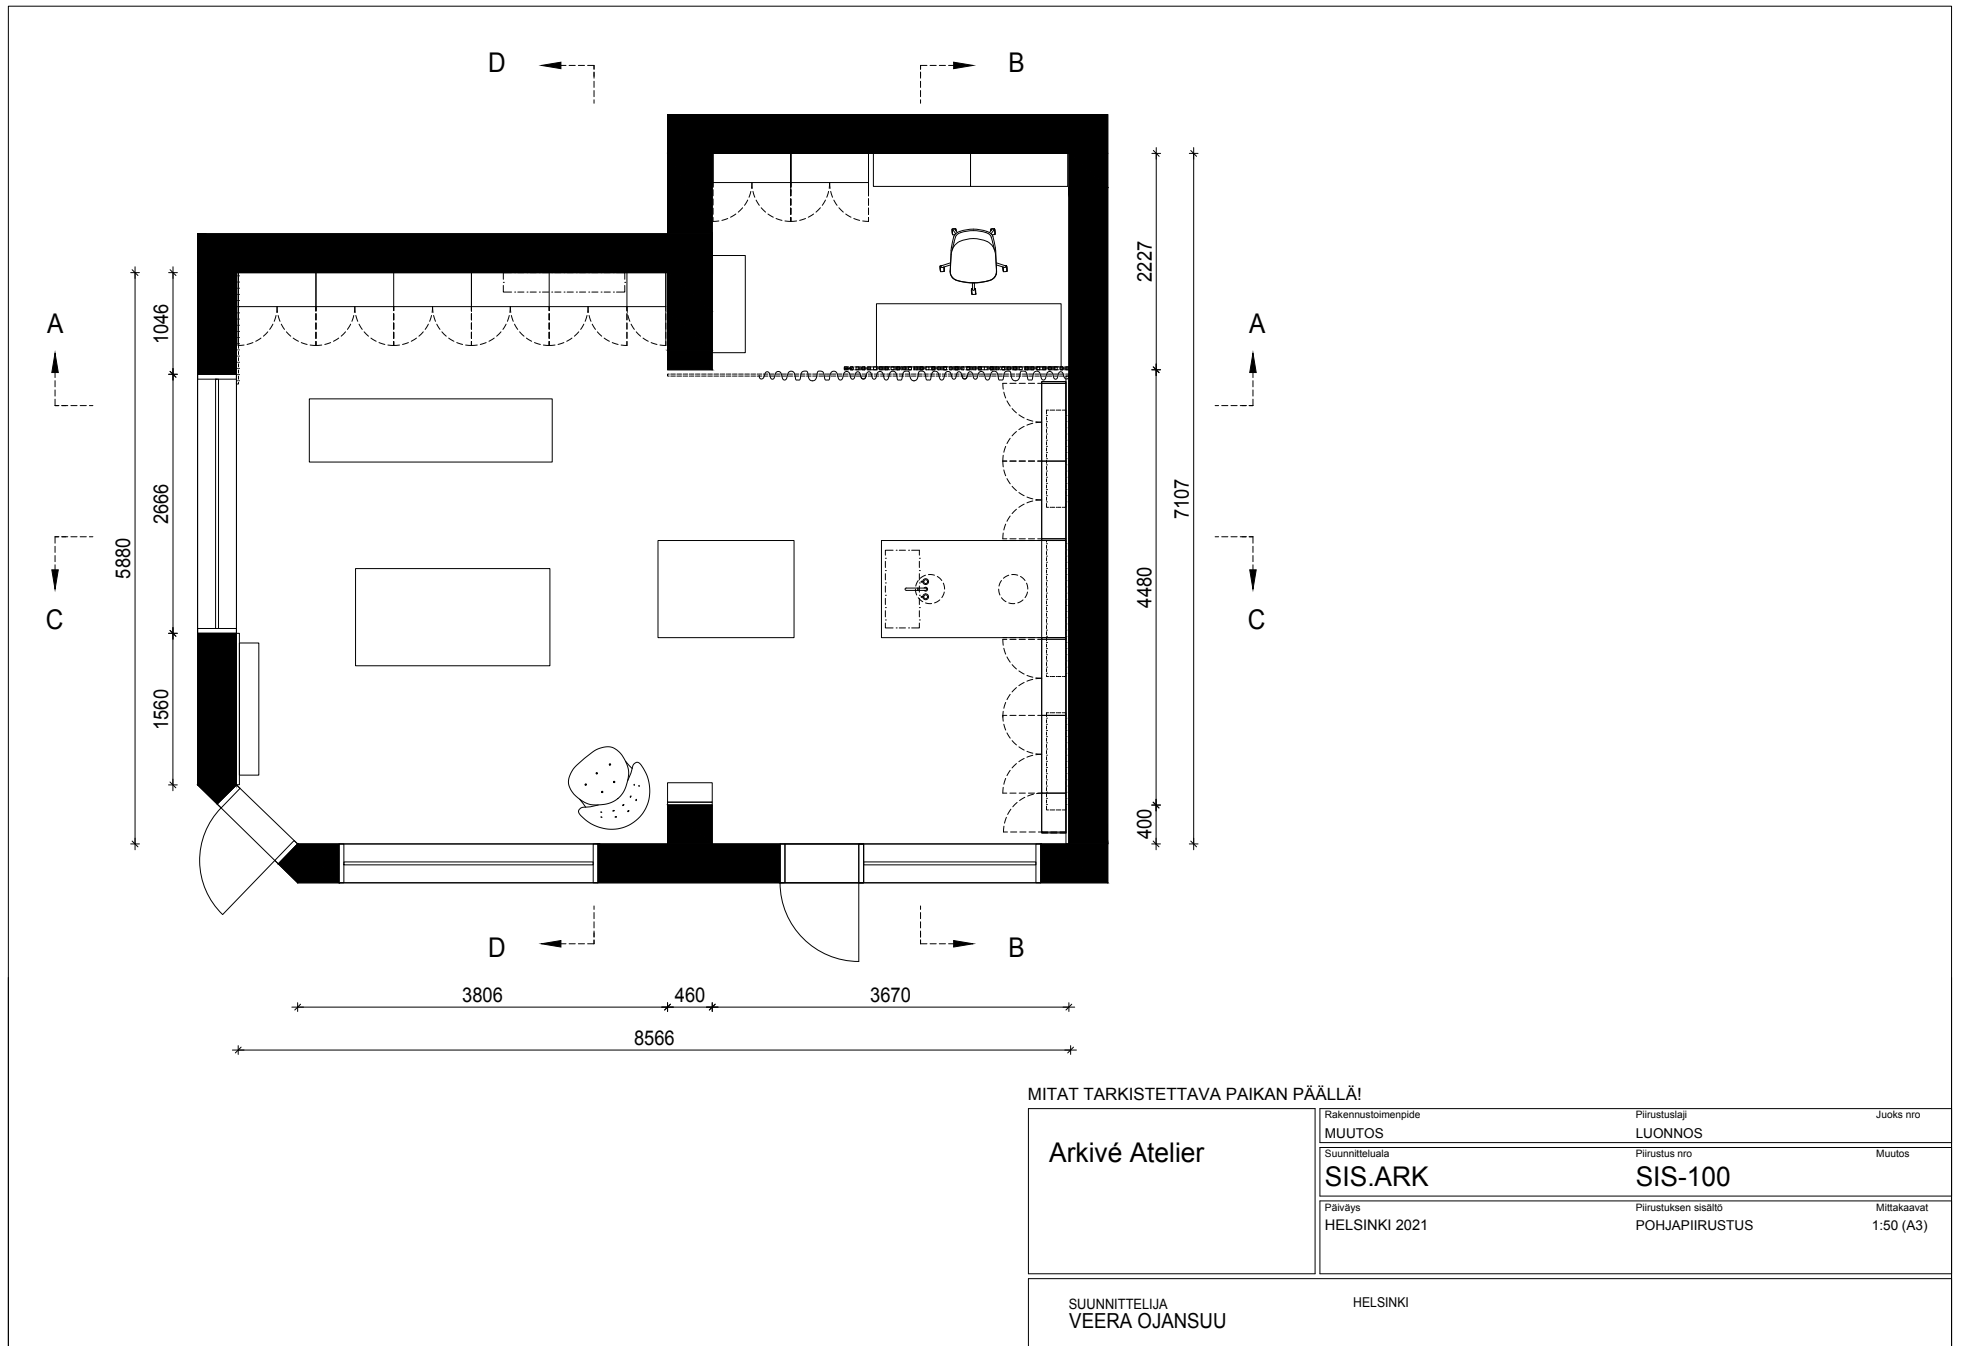 D
B
A
A
C
C
D
B
1046
2666
5880
1560
2227
7107
4480
400
3806
460
3670
8566
MITAT TARKISTETTAVA PAIKAN PÄÄLLÄ!
Arkivé Atelier
Rakennustoimenpide
Piirustuslaji
Juoks nro
MUUTOS
LUONNOS
Suunnitteluala
Piirustus nro
Muutos
SIS.ARK
SIS-100
Päiväys
Piirustuksen sisältö
Mittakaavat
HELSINKI 2021
POHJAPIIRUSTUS
1:50 (A3)
SUUNNITTELIJA
HELSINKI
VEERA OJANSUU